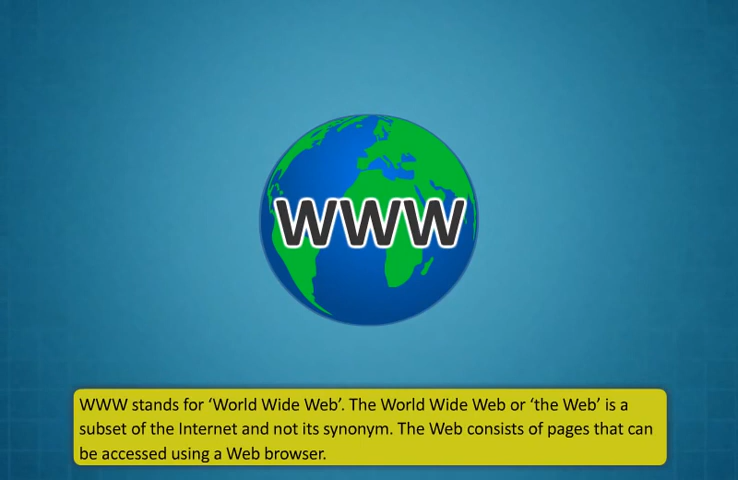 WWW
WWW stands for ‘World Wide Web’. The World Wide Web or ‘the Web’ is a
subset of the Internet and not its synonym. The Web consists of pages that can
be accessed using a Web browser.